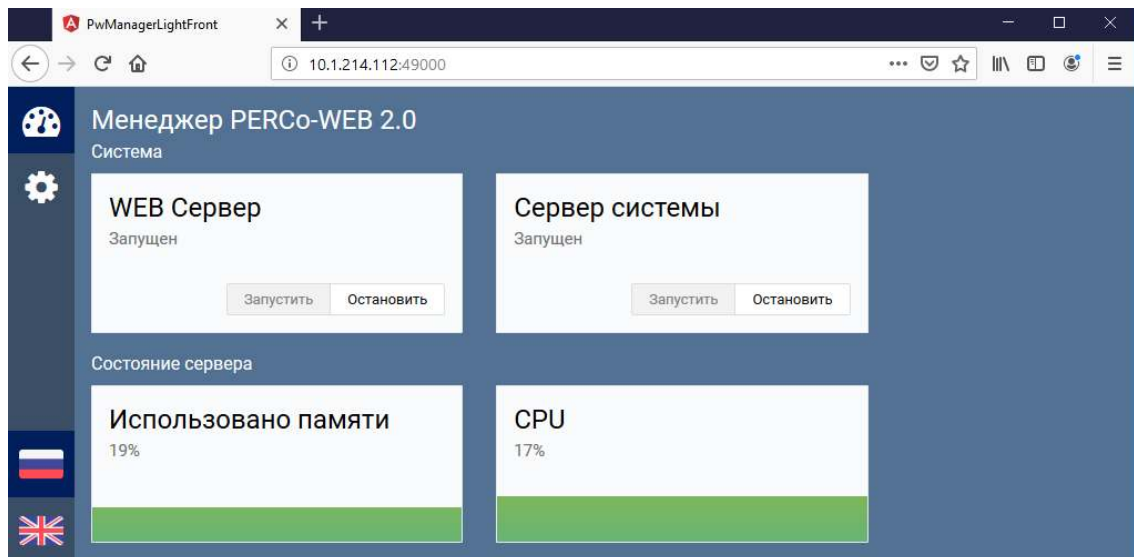 PwManagerLightFront
10.1.214.112:49000
Менеджер PERCo-WEB 2.0
Система
WEB Сервер
Запущен
Запустить Остановить
Сервер системы
Запущен
Запустить Остановить
Состояние сервера
Использовано памяти
19%
CPU
17%